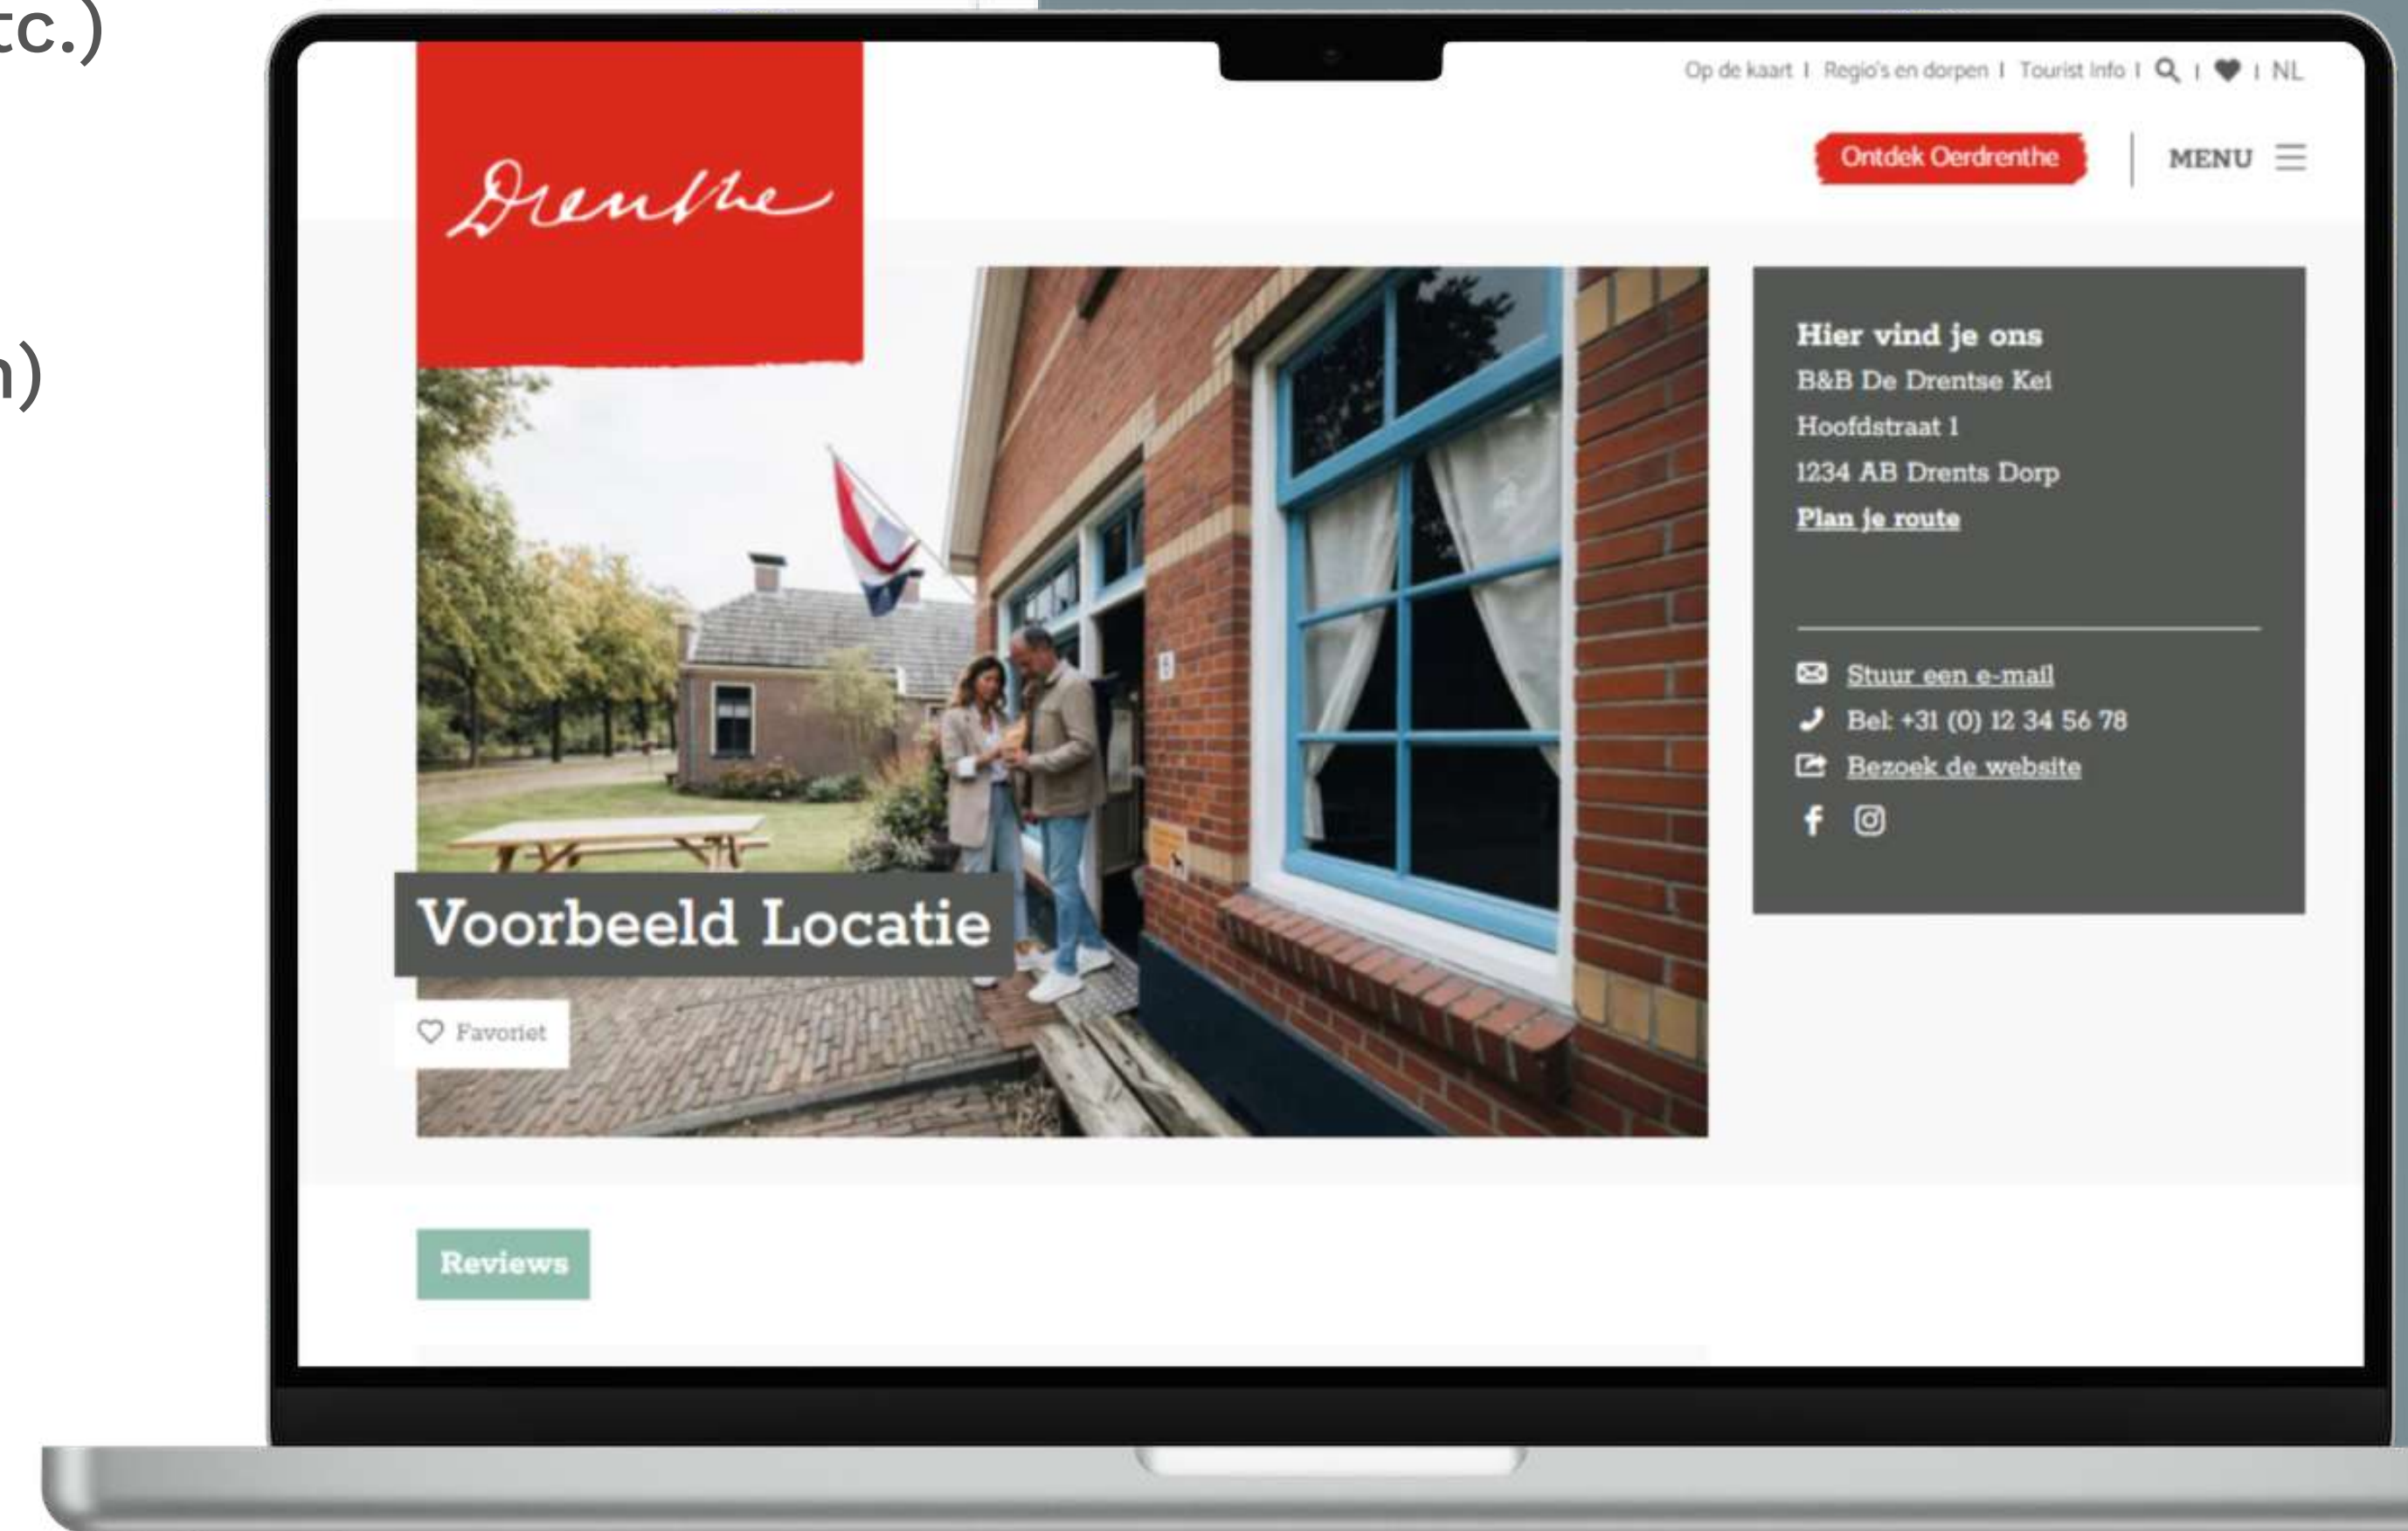 tc.)
n)
Drenthe
Op de kaart | Regio's en dorpen | Tourist Info | | | NL
Ontdek Oerdrenthe
MENU
Hier vind je ons
B&B De Drentse Kei
Hoofdstraat 1
1234 AB Drents Dorp
Plan je route
Stuur een e-mail
Bel: +31 (0) 12 34 56 78
Bezoek de website
Voorbeeld Locatie
Favoriet
Reviews